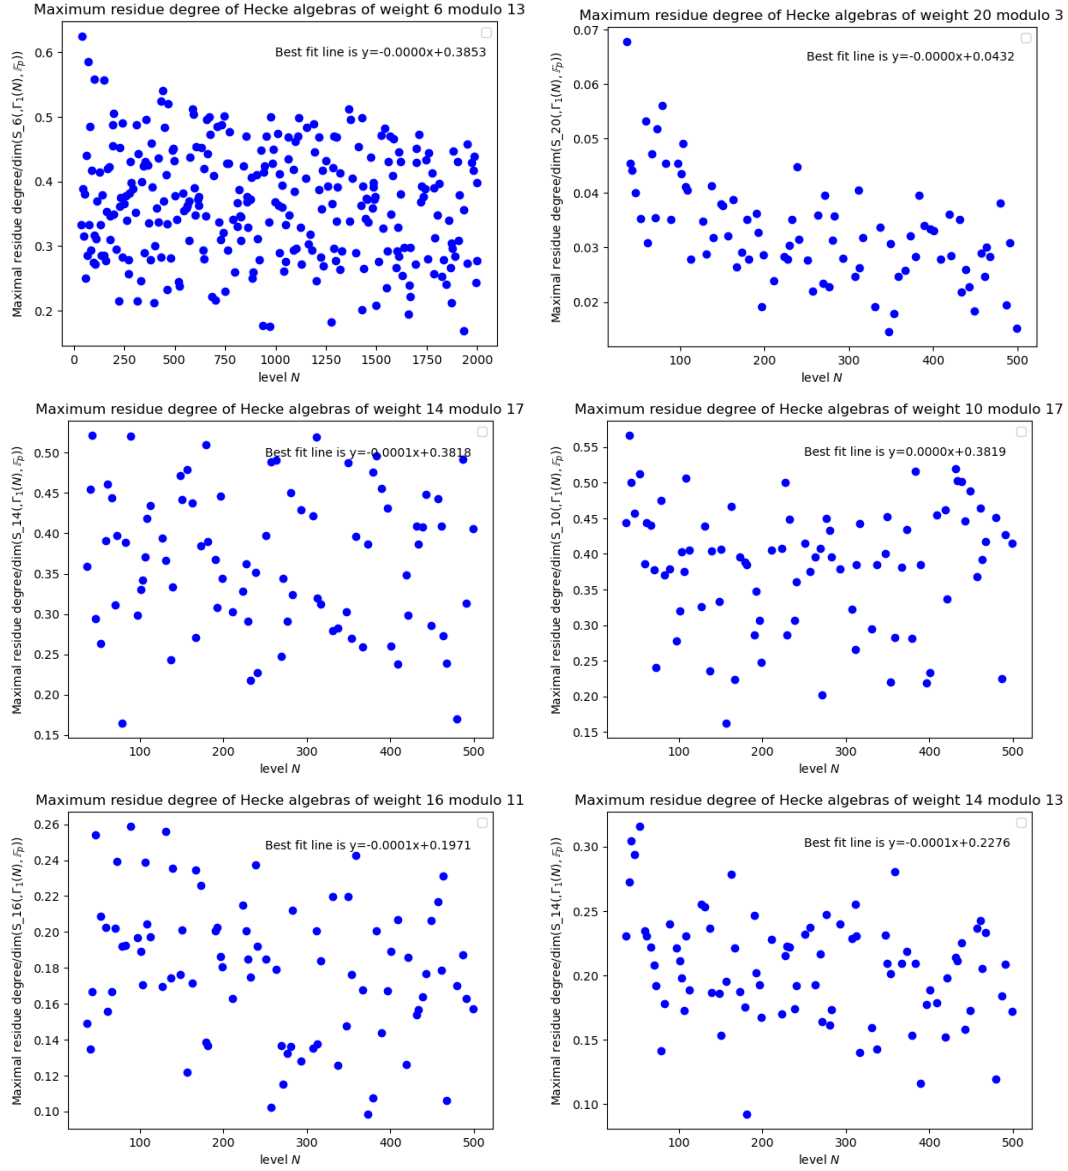 Maximum residue degree of Hecke algebras of weight 6 modulo 13
Best fit line is y=-0.0000x+0.3853
Maximal residue degree/dim(S_6(,Γ₁(N),𝔽ₚ))
0.6
0.5
0.4
0.3
0.2
0 250 500 750 1000 1250 1500 1750 2000
level N
Maximum residue degree of Hecke algebras of weight 20 modulo 3
Best fit line is y=-0.0000x+0.0432
Maximal residue degree/dim(S_20(,Γ₁(N),𝔽ₚ))
0.07
0.06
0.05
0.04
0.03
0.02
100 200 300 400 500
level N
Maximum residue degree of Hecke algebras of weight 14 modulo 17
Best fit line is y=-0.0001x+0.3818
Maximal residue degree/dim(S_14(,Γ₁(N),𝔽ₚ))
0.50
0.45
0.40
0.35
0.30
0.25
0.20
0.15
100 200 300 400 500
level N
Maximum residue degree of Hecke algebras of weight 10 modulo 17
Best fit line is y=0.0000x+0.3819
Maximal residue degree/dim(S_10(,Γ₁(N),𝔽ₚ))
0.55
0.50
0.45
0.40
0.35
0.30
0.25
0.20
0.15
100 200 300 400 500
level N
Maximum residue degree of Hecke algebras of weight 16 modulo 11
Best fit line is y=-0.0001x+0.1971
Maximal residue degree/dim(S_16(,Γ₁(N),𝔽ₚ))
0.26
0.24
0.22
0.20
0.18
0.16
0.14
0.12
0.10
100 200 300 400 500
level N
Maximum residue degree of Hecke algebras of weight 14 modulo 13
Best fit line is y=-0.0001x+0.2276
Maximal residue degree/dim(S_14(,Γ₁(N),𝔽ₚ))
0.30
0.25
0.20
0.15
0.10
100 200 300 400 500
level N